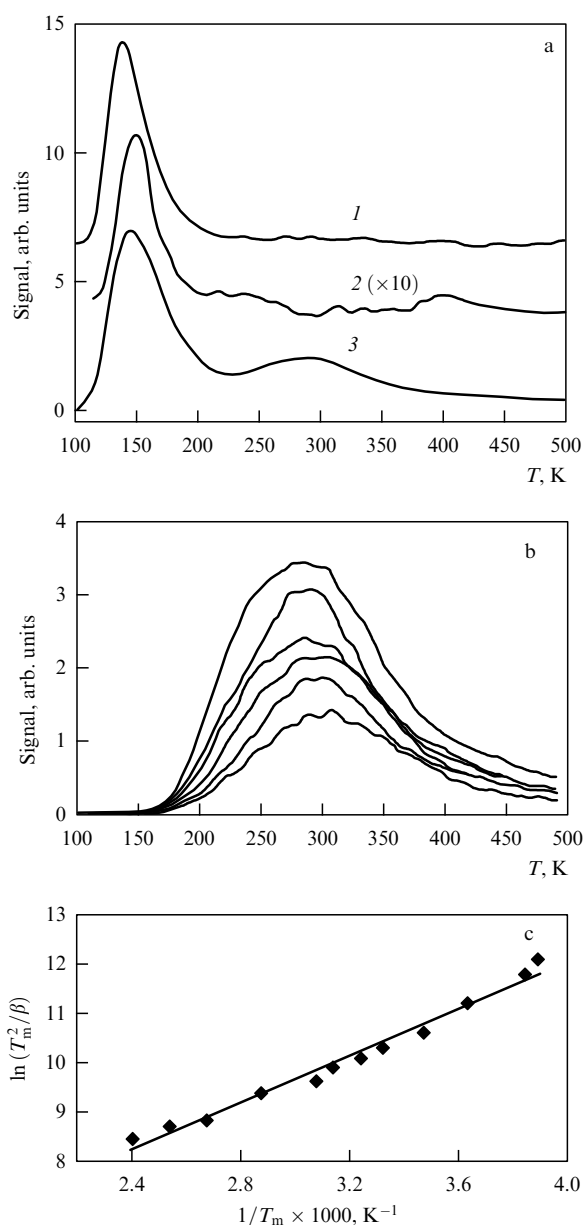 15
a
10
1
Signal, arb. units
2 (×10)
5
3
0
100 150 200 250 300 350 400 450 500
T, K
4
b
3
Signal, arb. units
2
1
0
100 150 200 250 300 350 400 450 500
T, K
13
c
12
ln (T_m^2/β)
11
10
9
8
2.4 3.0 3.6 4.0
1/T_m × 1000, K^−1